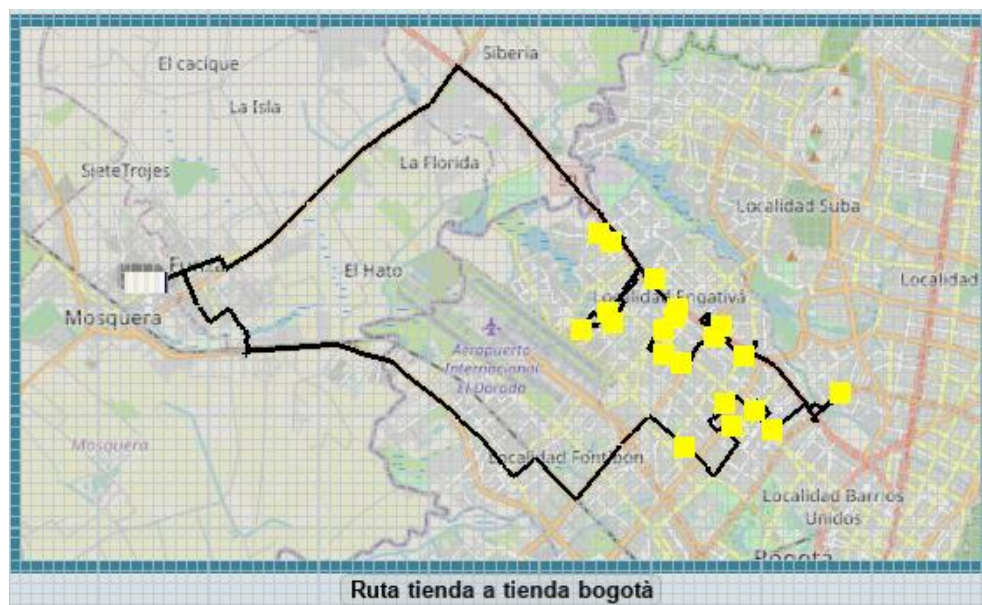 Siberia
El cacique
La Isla
La Florida
SieteTrojes
Localidad Suba
El Hato
Localidad
Localidad Engativá
Mosquera
Aeropuerto
Internacional
El Dorado
Mosquera
Localidad Fontibón
Localidad Barrios
Unidos
Bogotá
Ruta tienda a tienda bogotà